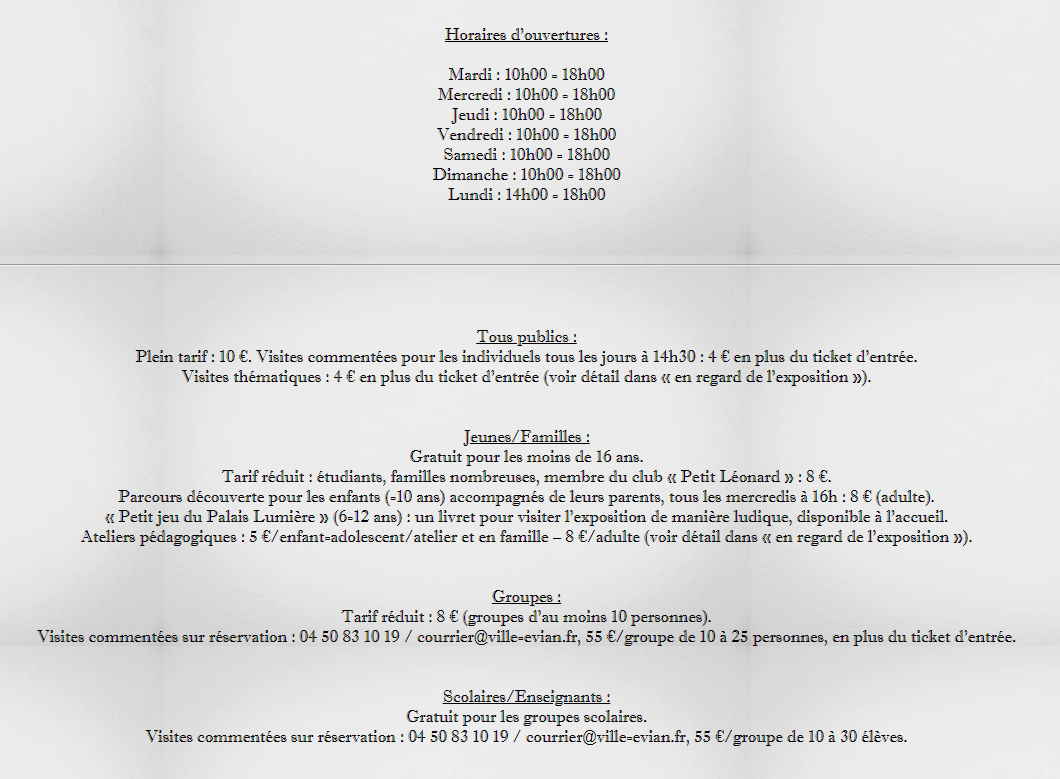 Horaires d'ouvertures :
Mardi : 10h00 - 18h00
Mercredi : 10h00 - 18h00
Jeudi : 10h00 - 18h00
Vendredi : 10h00 - 18h00
Samedi : 10h00 - 18h00
Dimanche : 10h00 - 18h00
Lundi : 14h00 - 18h00
Tous publics :
Plein tarif : 10 €. Visites commentées pour les individuels tous les jours à 14h30 : 4 € en plus du ticket d'entrée.
Visites thématiques : 4 € en plus du ticket d'entrée (voir détail dans « en regard de l'exposition »).
Jeunes/Familles :
Gratuit pour les moins de 16 ans.
Tarif réduit : étudiants, familles nombreuses, membre du club « Petit Léonard » : 8 €.
Parcours découverte pour les enfants (-10 ans) accompagnés de leurs parents, tous les mercredis à 16h : 8 € (adulte).
« Petit jeu du Palais Lumière » (6-12 ans) : un livret pour visiter l'exposition de manière ludique, disponible à l'accueil.
Ateliers pédagogiques : 5 €/enfant-adolescent/atelier et en famille – 8 €/adulte (voir détail dans « en regard de l'exposition »).
Groupes :
Tarif réduit : 8 € (groupes d'au moins 10 personnes).
Visites commentées sur réservation : 04 50 83 10 19 / courrier@ville-evian.fr, 55 €/groupe de 10 à 25 personnes, en plus du ticket d'entrée.
Scolaires/Enseignants :
Gratuit pour les groupes scolaires.
Visites commentées sur réservation : 04 50 83 10 19 / courrier@ville-evian.fr, 55 €/groupe de 10 à 30 élèves.